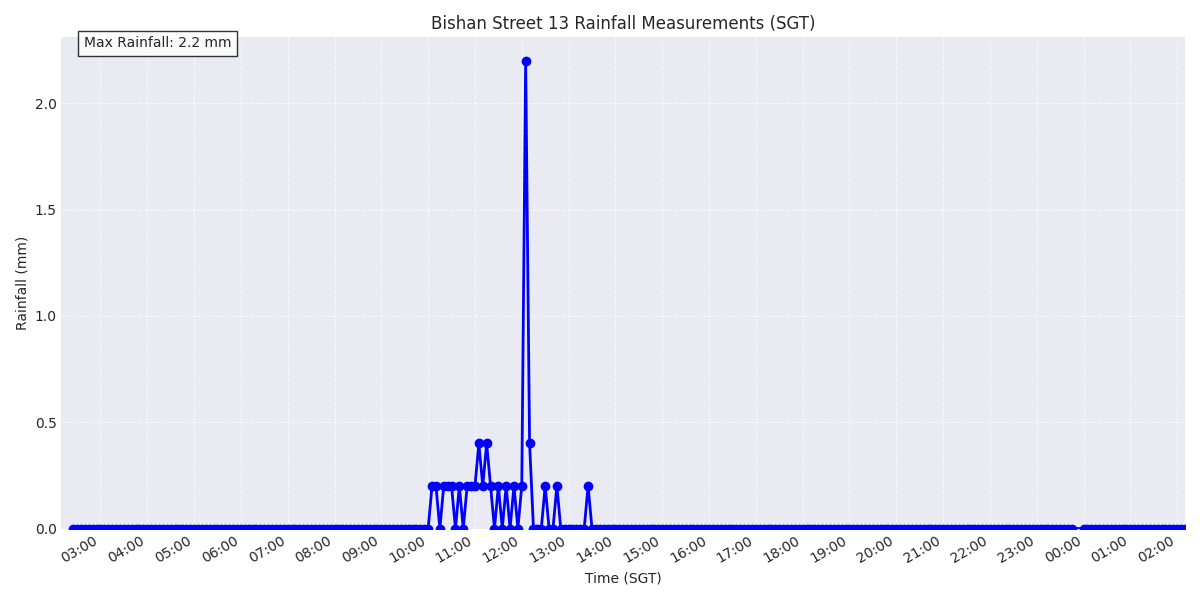 Bishan Street 13 Rainfall Measurements (SGT)
Max Rainfall: 2.2 mm
2.0
1.5
1.0
0.5
0.0
Rainfall (mm)
03:00 04:00 05:00 06:00 07:00 08:00 09:00 10:00 11:00 12:00 13:00 14:00 15:00 16:00 17:00 18:00 19:00 20:00 21:00 22:00 23:00 00:00 01:00 02:00
Time (SGT)